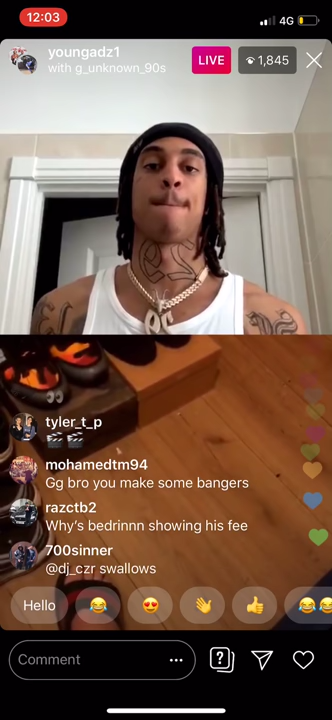 12:03
4G
youngadz1
with g_unknown_90s
LIVE
1,845
tyler_t_p
🎬 🎬
mohamedtm94
Gg bro you make some bangers
razctb2
Why's bedrinnn showing his fee
700sinner
@dj_czr swallows
Hello
😂
😍
👋
👍
😂😂
Comment